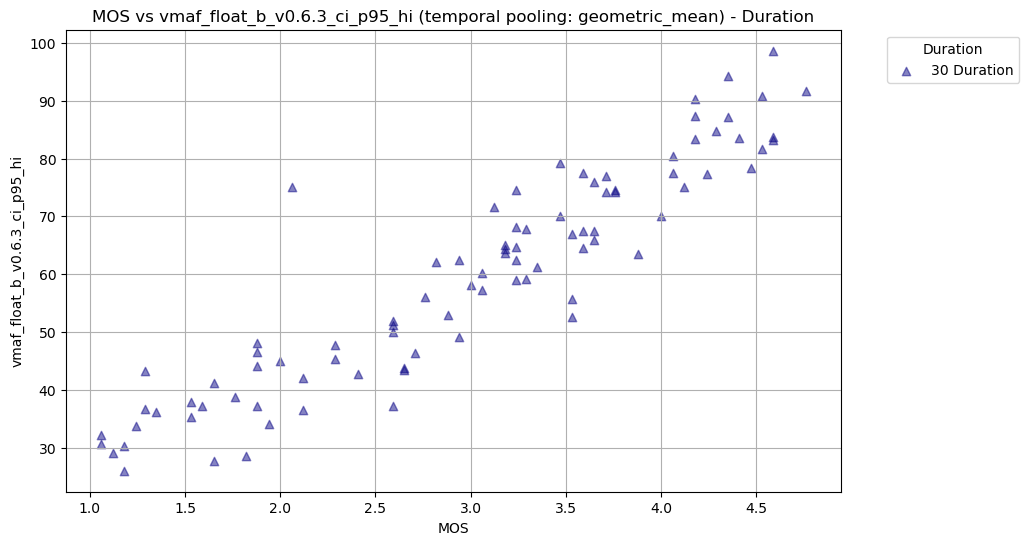 MOS vs vmaf_float_b_v0.6.3_ci_p95_hi (temporal pooling: geometric_mean) - Duration
Duration
30 Duration
vmaf_float_b_v0.6.3_ci_p95_hi
100
90
80
70
60
50
40
30
1.0 1.5 2.0 2.5 3.0 3.5 4.0 4.5
MOS